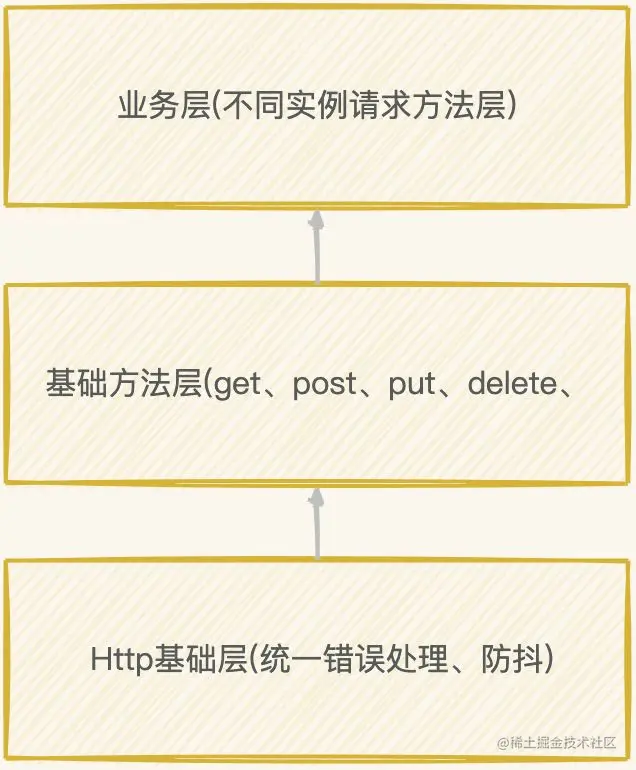 业务层(不同实例请求方法层)
基础方法层(get、post、put、delete、
Http基础层(统一错误处理、防抖)
@稀土掘金技术社区